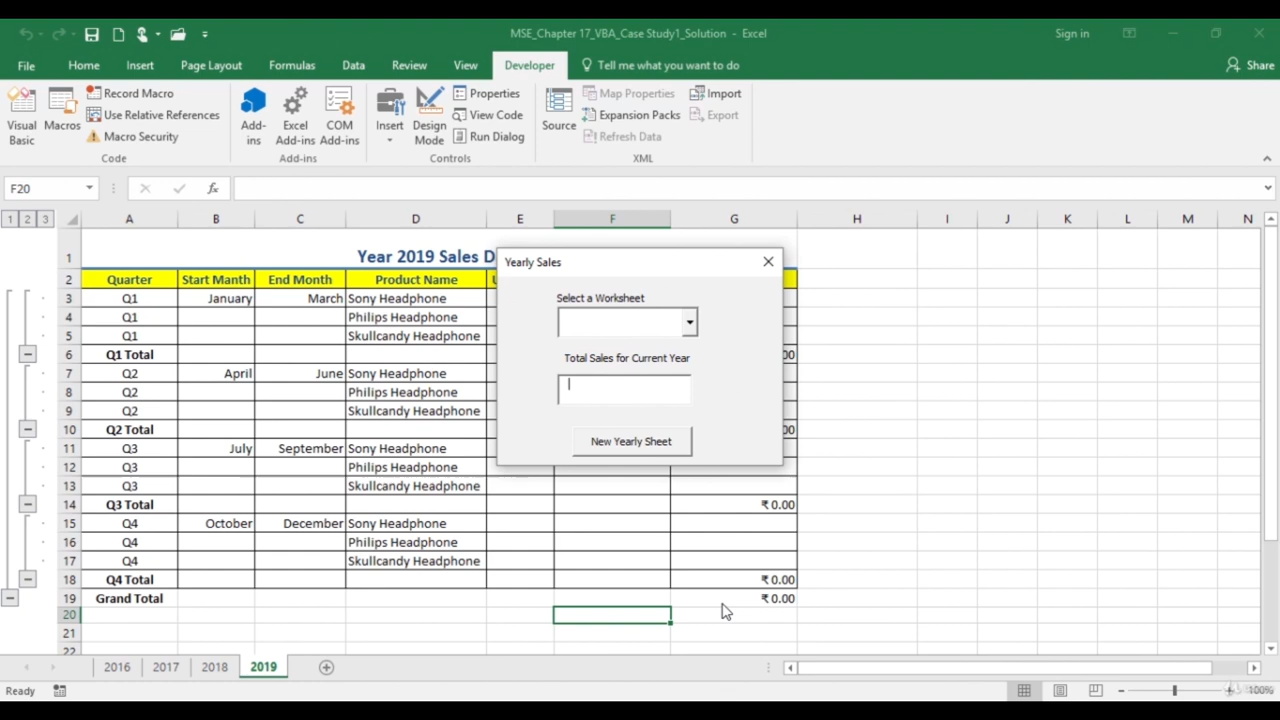 MSE_Chapter 17_VBA_Case Study1_Solution - Excel
Sign in
File Home Insert Page Layout Formulas Data Review View Developer Tell me what you want to do Share
Visual Basic
Macros
Record Macro
Use Relative References
Macro Security
Code
Add-ins
Excel Add-ins
COM Add-ins
Add-ins
Insert
Design Mode
Properties
View Code
Run Dialog
Controls
Source
Map Properties
Expansion Packs
Refresh Data
Import
Export
XML
F20
fx
1 2 3
A B C D E F G H I J K L M N
1 Year 2019 Sales D
2 Quarter Start Manth End Month Product Name
3 Q1 January March Sony Headphone
4 Q1 Philips Headphone
5 Q1 Skullcandy Headphone
6 Q1 Total 00
7 Q2 April June Sony Headphone
8 Q2 Philips Headphone
9 Q2 Skullcandy Headphone
10 Q2 Total 00
11 Q3 July September Sony Headphone
12 Q3 Philips Headphone
13 Q3 Skullcandy Headphone
14 Q3 Total ₹ 0.00
15 Q4 October December Sony Headphone
16 Q4 Philips Headphone
17 Q4 Skullcandy Headphone
18 Q4 Total ₹ 0.00
19 Grand Total ₹ 0.00
20
21
22
Yearly Sales
Select a Worksheet
Total Sales for Current Year
New Yearly Sheet
2016 2017 2018 2019
Ready
100%